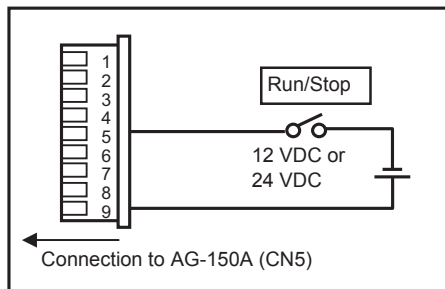 1
2
3
4
5
6
7
8
9
Run/Stop
12 VDC or
24 VDC
Connection to AG-150A (CN5)